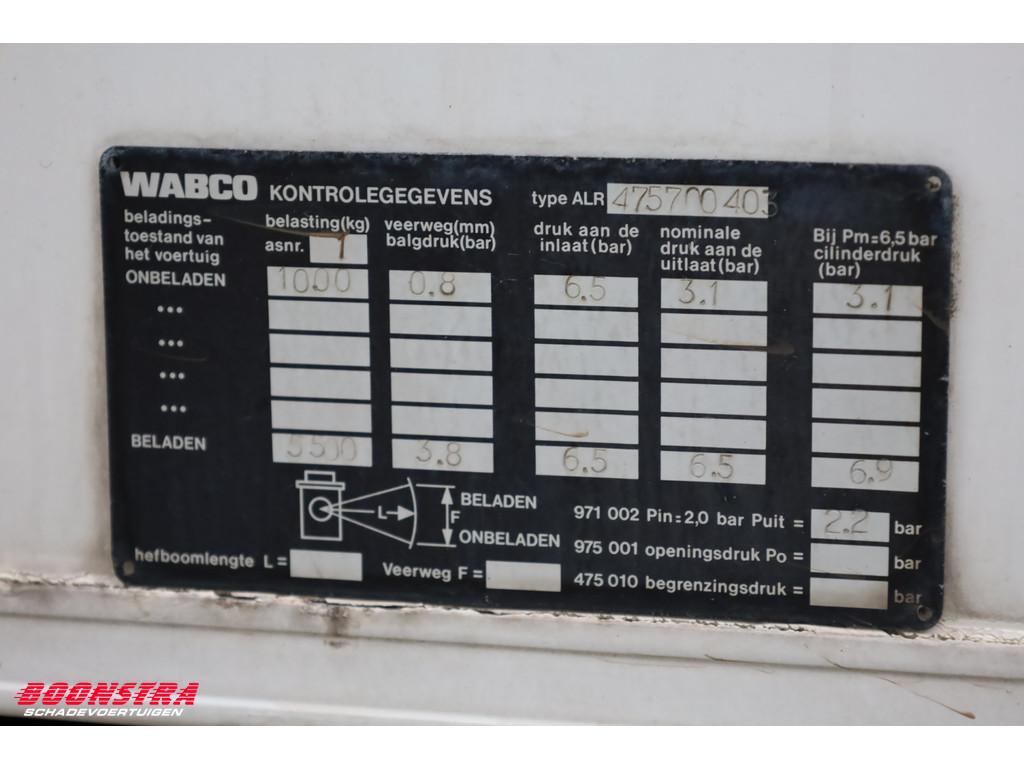 WABCO KONTROLEGEGEVENS type ALR 475700403
beladings-
toestand van
het voertuig
belasting(kg)
asnr. 1
veerweg(mm)
balgdruk(bar)
druk aan de
inlaat(bar)
nominale
druk aan de
uitlaat(bar)
Bij Pm=6,5 bar
cilinderdruk
(bar)
ONBELADEN 1000 0.8 6.5 3.1 3.1
•••
•••
•••
•••
BELADEN 5500 3.8 6.5 6.5 6.9
L F BELADEN
ONBELADEN
971 002 Pin=2,0 bar Puit = 2.2 bar
975 001 openingsdruk Po = bar
475 010 begrenzingsdruk = bar
hefboomlengte L= Veerweg F=
BOONSTRA
SCHADEVOERTUIGEN